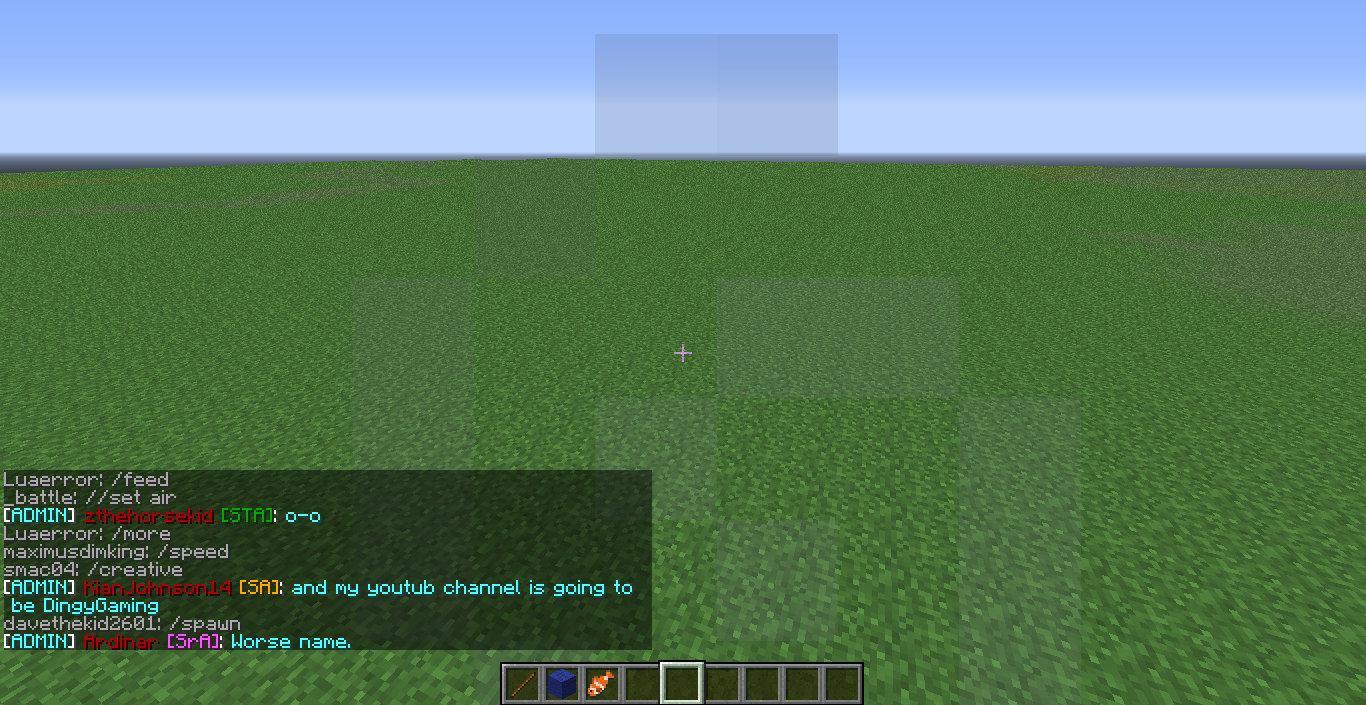 Luaerror: /feed
_battle: //set air
[ADMIN] zthehorsekid [STA]: o-o
Luaerror: /more
maximusdimking: /speed
smac04: /creative
[ADMIN] KianJohnson14 [SA]: and my youtub channel is going to
be DingyGaming
davethekid2601: /spawn
[ADMIN] Ardinar [SrA]: Worse name.